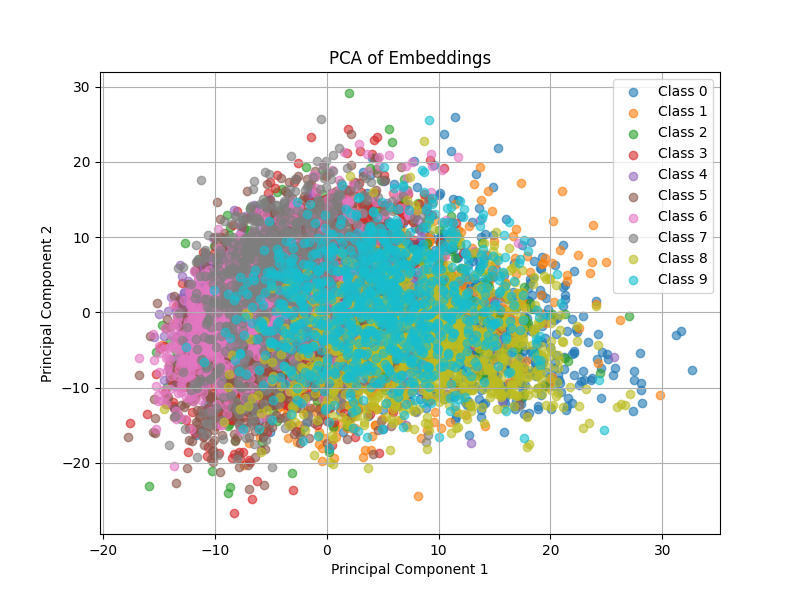 PCA of Embeddings
Class 0
Class 1
Class 2
Class 3
Class 4
Class 5
Class 6
Class 7
Class 8
Class 9
Principal Component 2
30
20
10
0
−10
−20
−20
−10
0
10
20
30
Principal Component 1